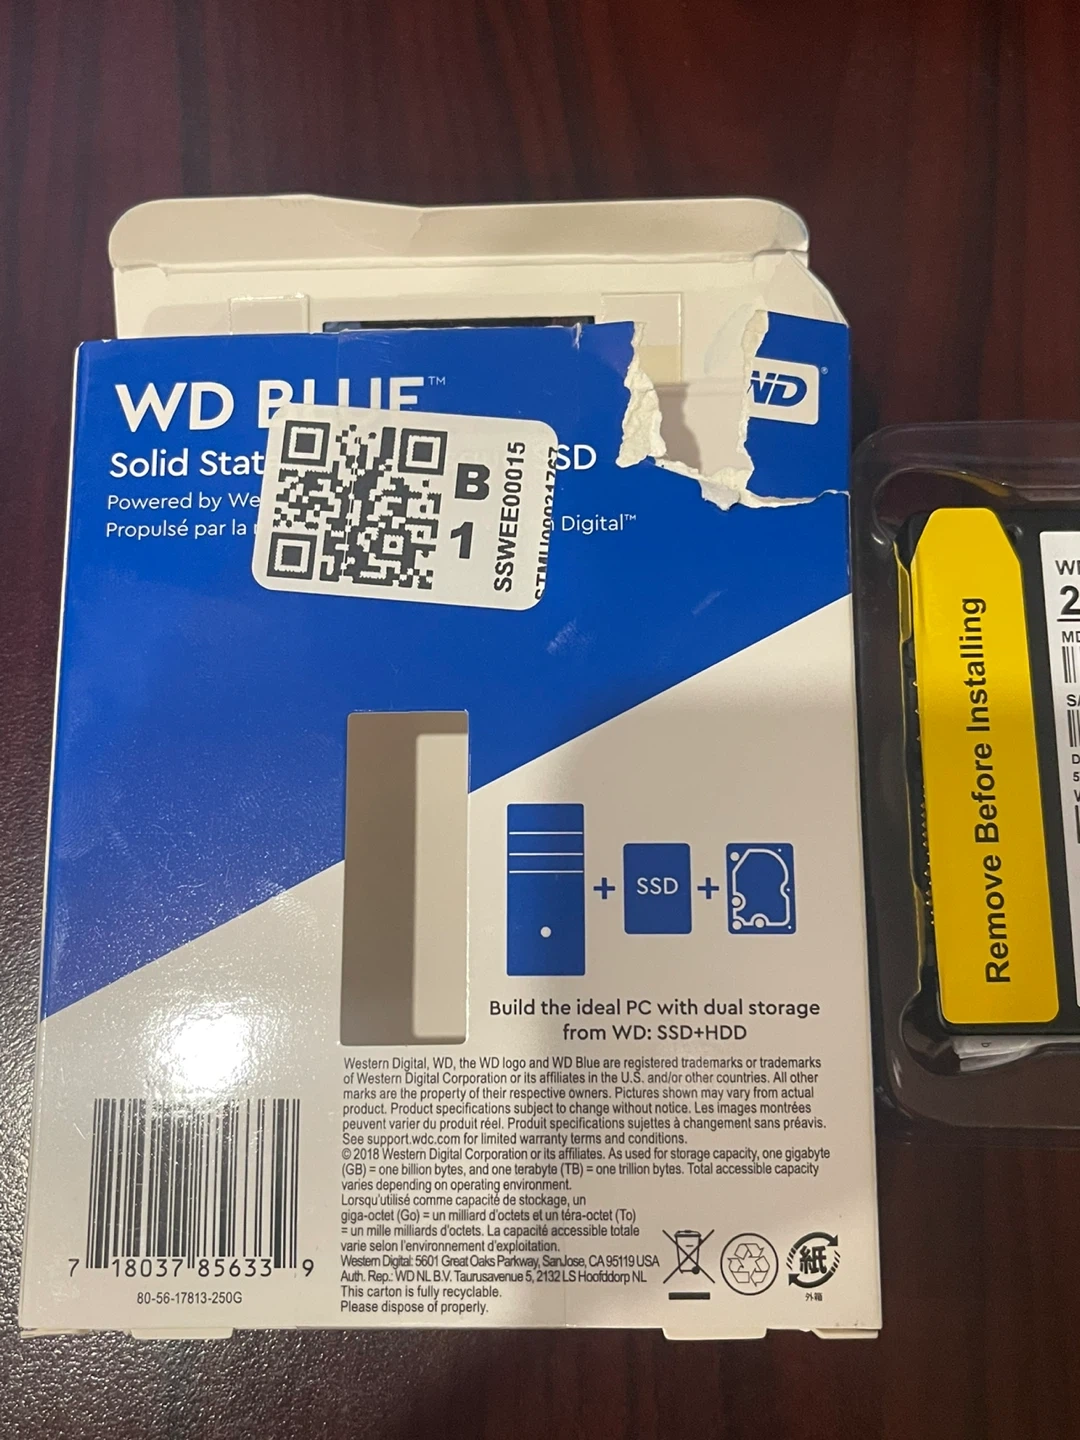 WD BLUE™
Solid SSD
Powered by
Propulsé par la Digital™
WD®
B
1
SSWEE00015
Remove Before Installing
2
SSD
Build the ideal PC with dual storage
from WD: SSD+HDD
Western Digital, WD, the WD logo and WD Blue are registered trademarks or trademarks
of Western Digital Corporation or its affiliates in the U.S. and/or other countries. All other
marks are the property of their respective owners. Pictures shown may vary from actual
product. Product specifications subject to change without notice. Les images montrées
peuvent varier du produit réel. Produit specifications sujettes à changement sans préavis.
See support.wdc.com for limited warranty terms and conditions.
© 2018 Western Digital Corporation or its affiliates. As used for storage capacity, one gigabyte
(GB) = one billion bytes, and one terabyte (TB) = one trillion bytes. Total accessible capacity
varies depending on operating environment.
Lorsqu'utilisé comme capacité de stockage, un
giga-octet (Go) = un milliard d'octets et un téra-octet (To)
= un mille milliards d'octets. La capacité accessible totale
varie selon l'environnement d'exploitation.
Western Digital: 5601 Great Oaks Parkway, San Jose, CA 95119 USA
Auth. Rep.: WD NL B.V. Taurusavenue 5, 2132 LS Hoofddorp NL
This carton is fully recyclable.
Please dispose of properly.
紙
外箱
7 18037 85633 9
80-56-17813-250G